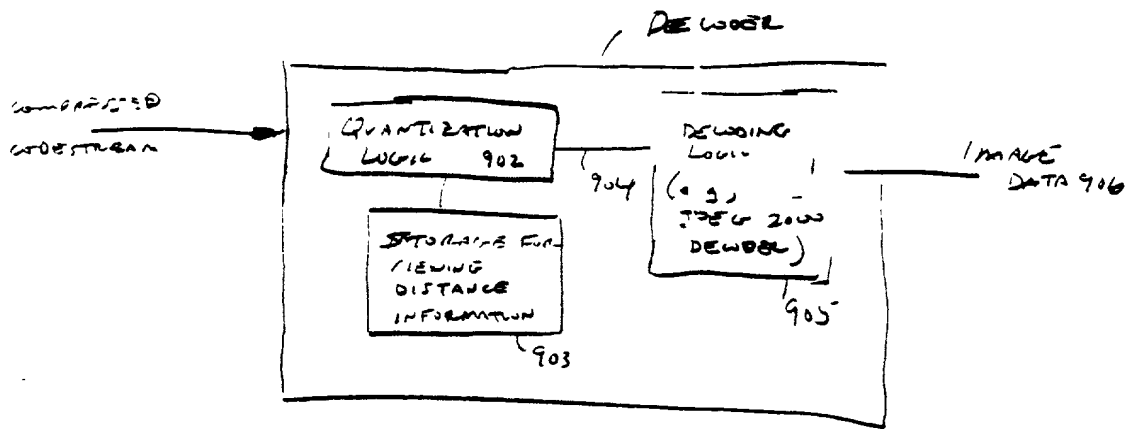 DECODER
COMPRESSED
CODESTREAM
QUANTIZATION
LOGIC 902
904
STORAGE FOR
VIEWING
DISTANCE
INFORMATION
903
DECODING
LOGIC
(e.g.,
JPEG 2000
DECODER)
905
IMAGE
DATA 906